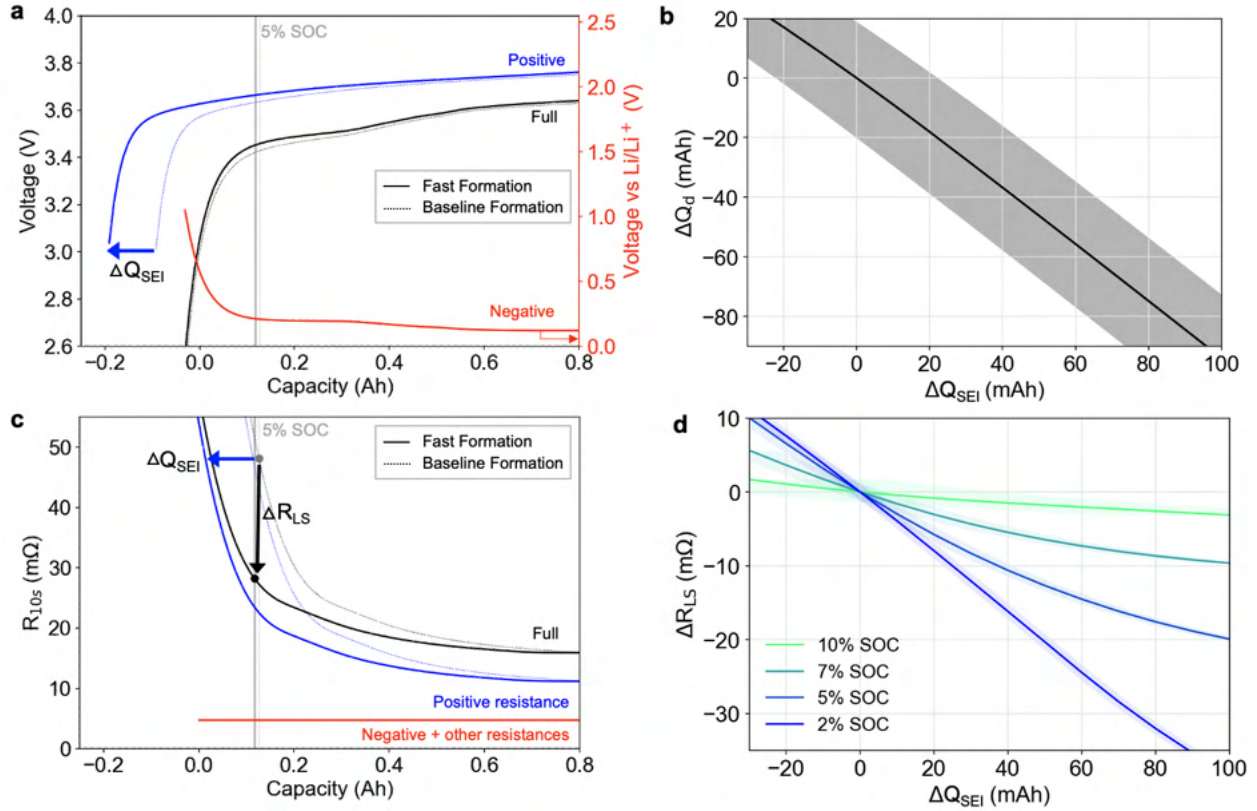 a
4.0
3.8
3.6
3.4
3.2
3.0
2.8
2.6
Voltage (V)
−0.2
0.0
0.2
0.4
0.6
0.8
Capacity (Ah)
5% SOC
Positive
Full
Fast Formation
Baseline Formation
ΔQSEI
Negative
2.5
2.0
1.5
1.0
0.5
0.0
Voltage vs Li/Li+ (V)
b
20
0
−20
−40
−60
−80
ΔQd (mAh)
−20
0
20
40
60
80
100
ΔQSEI (mAh)
c
50
40
30
20
10
0
R10s (mΩ)
−0.2
0.0
0.2
0.4
0.6
0.8
Capacity (Ah)
5% SOC
Fast Formation
Baseline Formation
ΔQSEI
ΔRLS
Full
Positive resistance
Negative + other resistances
d
10
0
−10
−20
−30
ΔRLS (mΩ)
10% SOC
7% SOC
5% SOC
2% SOC
−20
0
20
40
60
80
100
ΔQSEI (mAh)